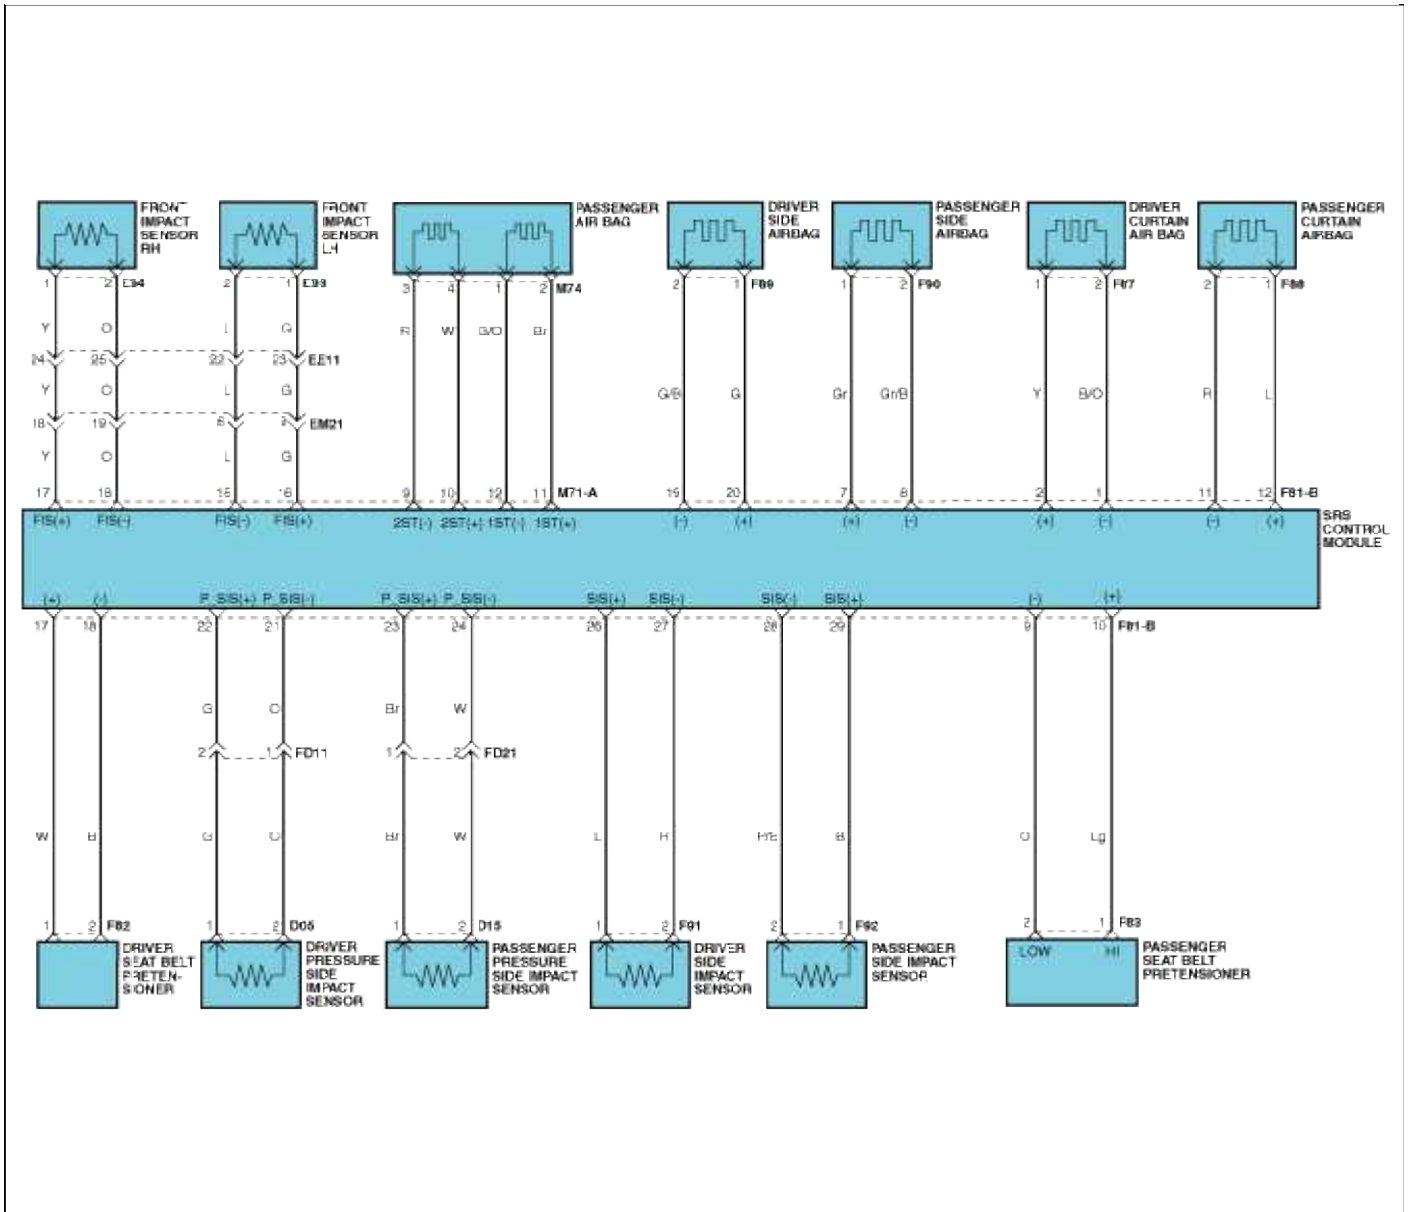 FRONT IMPACT SENSOR RH
FRONT IMPACT SENSOR LH
PASSENGER AIR BAG
DRIVER SIDE AIRBAG
PASSENGER SIDE AIRBAG
DRIVER CURTAIN AIR BAG
PASSENGER CURTAIN AIRBAG
1 2 E94 2 1 E93 3 4 1 2 M74 2 1 F89 1 2 F90 1 2 F87 2 1 F88
Y O L G R W G/O Br
24 25 22 23 EE11
Y O L G G/B G Gr Gr/B Y B/O R L
18 19 EM21
Y O L G
17 18 15 16 9 10 12 11 M71-A 19 20 7 8 2 1 11 12 F81-B
FIS(+) FIS(-) FIS(-) FIS(+) 2ST(-) 2ST(+) 1ST(-) 1ST(+) (-) (+) (+) (-) (+) (-) (-) (+)
SRS CONTROL MODULE
(+) (-) P_SIS(+) P_SIS(-) P_SIS(+) P_SIS(-) SIS(+) SIS(-) SIS(-) SIS(+) (-) (+)
17 18 22 21 23 24 26 27 28 29 9 10 F81-B
G O Br W
2 1 FD11 1 2 FD21
W B G O Br W L R B O Lg
1 2 F82 1 2 D05 1 2 D15 1 2 F91 2 1 F92 2 1 F83
LOW HI
DRIVER SEAT BELT PRETEN-SIONER
DRIVER PRESSURE SIDE IMPACT SENSOR
PASSENGER PRESSURE SIDE IMPACT SENSOR
DRIVER SIDE IMPACT SENSOR
PASSENGER SIDE IMPACT SENSOR
PASSENGER SEAT BELT PRETENSIONER